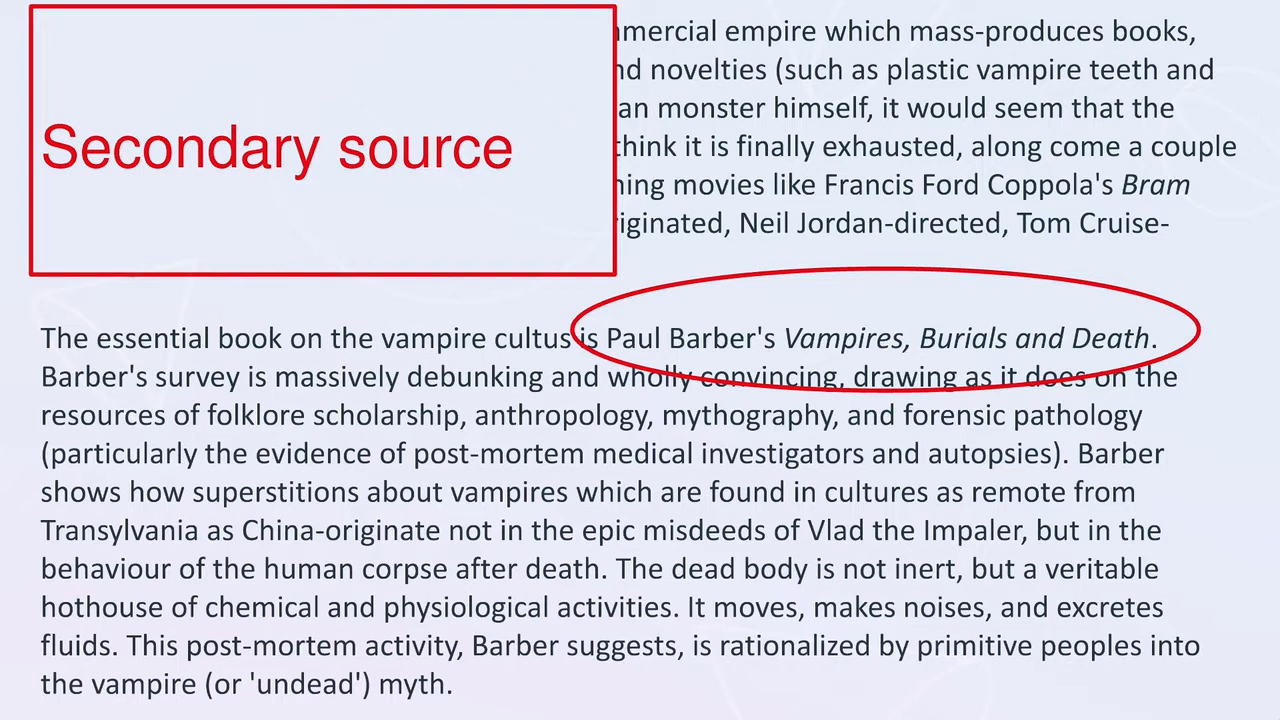 Secondary source
mercial empire which mass-produces books,
nd novelties (such as plastic vampire teeth and
an monster himself, it would seem that the
think it is finally exhausted, along come a couple
ning movies like Francis Ford Coppola's Bram
riginated, Neil Jordan-directed, Tom Cruise-
The essential book on the vampire cultus is Paul Barber's Vampires, Burials and Death.
Barber's survey is massively debunking and wholly convincing, drawing as it does on the
resources of folklore scholarship, anthropology, mythography, and forensic pathology
(particularly the evidence of post-mortem medical investigators and autopsies). Barber
shows how superstitions about vampires which are found in cultures as remote from
Transylvania as China-originate not in the epic misdeeds of Vlad the Impaler, but in the
behaviour of the human corpse after death. The dead body is not inert, but a veritable
hothouse of chemical and physiological activities. It moves, makes noises, and excretes
fluids. This post-mortem activity, Barber suggests, is rationalized by primitive peoples into
the vampire (or 'undead') myth.